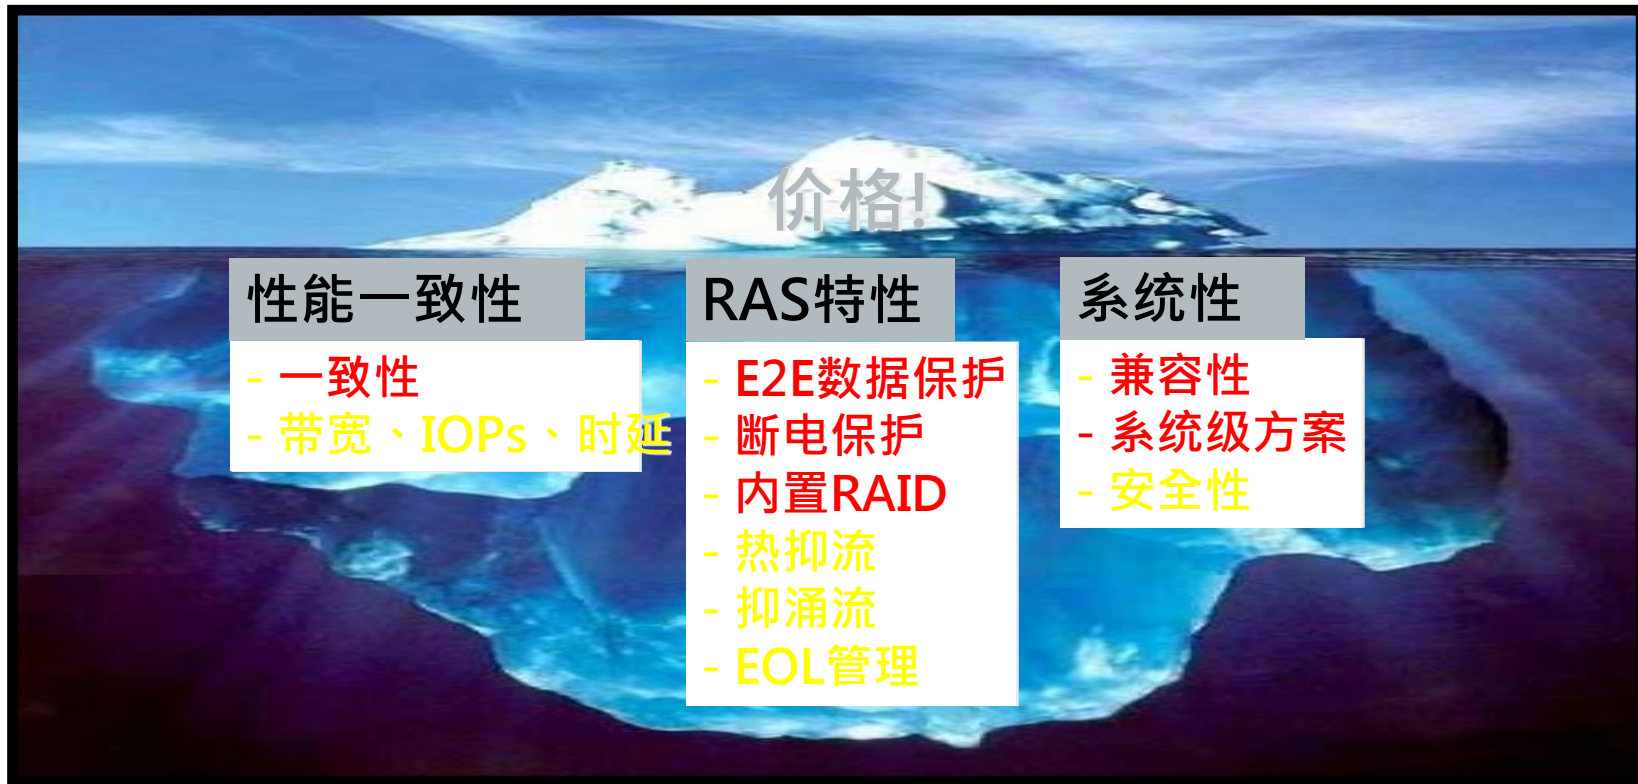 价格!
性能一致性
- 一致性
- 带宽、IOPs、时延
RAS特性
- E2E数据保护
- 断电保护
- 内置RAID
- 热抑流
- 抑涌流
- EOL管理
系统性
- 兼容性
- 系统级方案
- 安全性